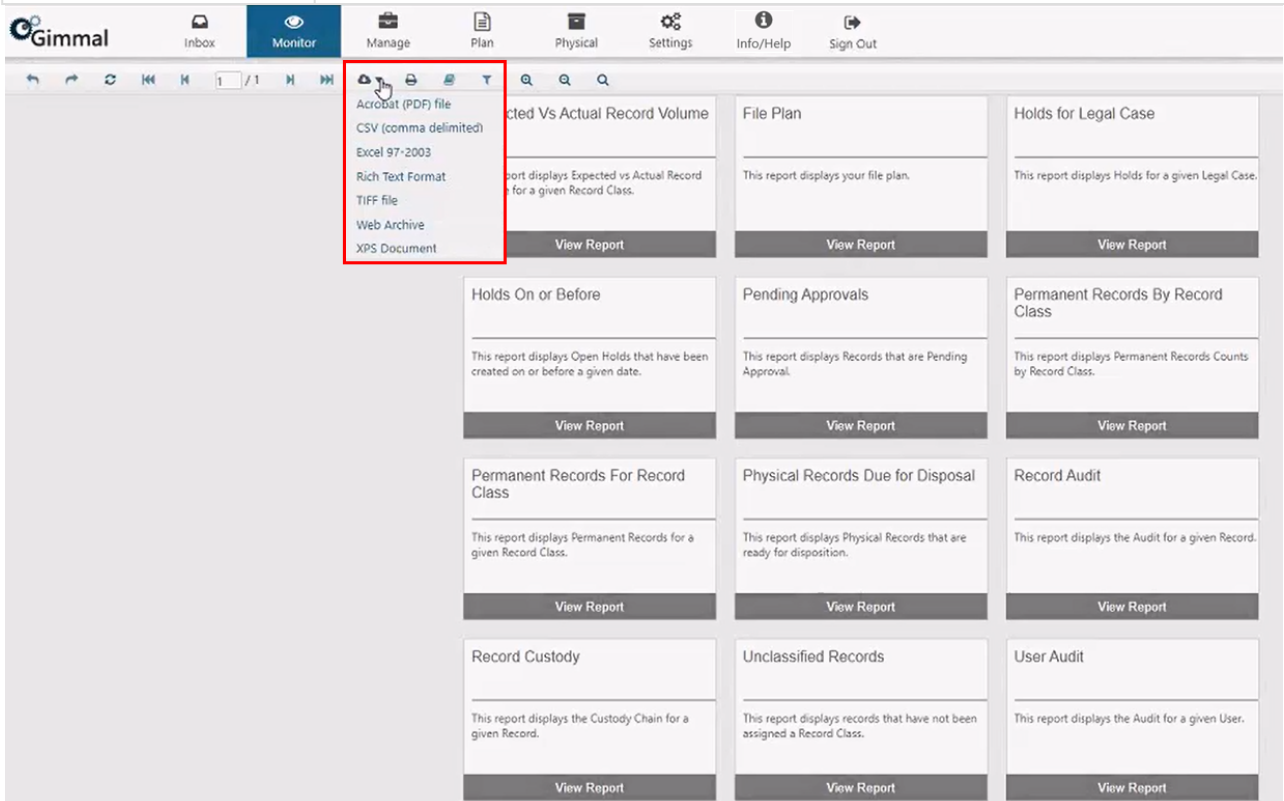 Gimmal
Inbox
Monitor
Manage
Plan
Physical
Settings
Info/Help
Sign Out
1 / 1
Acrobat (PDF) file
CSV (comma delimited)
Excel 97-2003
Rich Text Format
TIFF file
Web Archive
XPS Document
cted Vs Actual Record Volume
port displays Expected vs Actual Record
e for a given Record Class.
View Report
File Plan
This report displays your file plan.
View Report
Holds for Legal Case
This report displays Holds for a given Legal Case.
View Report
Holds On or Before
This report displays Open Holds that have been
created on or before a given date.
View Report
Pending Approvals
This report displays Records that are Pending
Approval.
View Report
Permanent Records By Record
Class
This report displays Permanent Records Counts
by Record Class.
View Report
Permanent Records For Record
Class
This report displays Permanent Records for a
given Record Class.
View Report
Physical Records Due for Disposal
This report displays Physical Records that are
ready for disposition.
View Report
Record Audit
This report displays the Audit for a given Record.
View Report
Record Custody
This report displays the Custody Chain for a
given Record.
View Report
Unclassified Records
This report displays records that have not been
assigned a Record Class.
View Report
User Audit
This report displays the Audit for a given User.
View Report